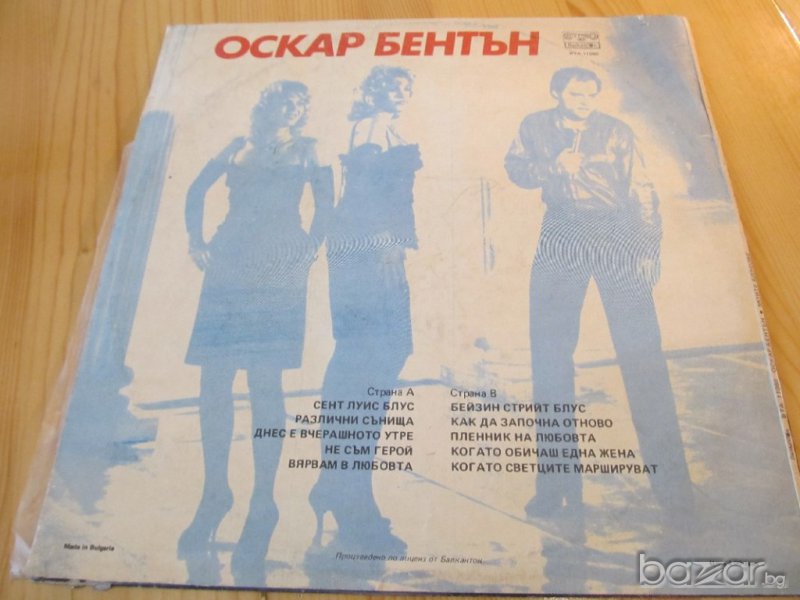 ОСКАР БЕНТЪН
Страна А
СЕНТ ЛУИС БЛУС
РАЗЛИЧНИ СЪНИЩА
ДНЕС Е ВЧЕРАШНОТО УТРЕ
НЕ СЪМ ГЕРОЙ
ВЯРВАМ В ЛЮБОВТА
Страна В
БЕЙЗИН СТРИЙТ БЛУС
КАК ДА ЗАПОЧНА ОТНОВО
ПЛЕННИК НА ЛЮБОВТА
КОГАТО ОБИЧАШ ЕДНА ЖЕНА
КОГАТО СВЕТЦИТЕ МАРШИРУВАТ
Made in Bulgaria
Произведено по лиценз от Балкантон
bazar.bg